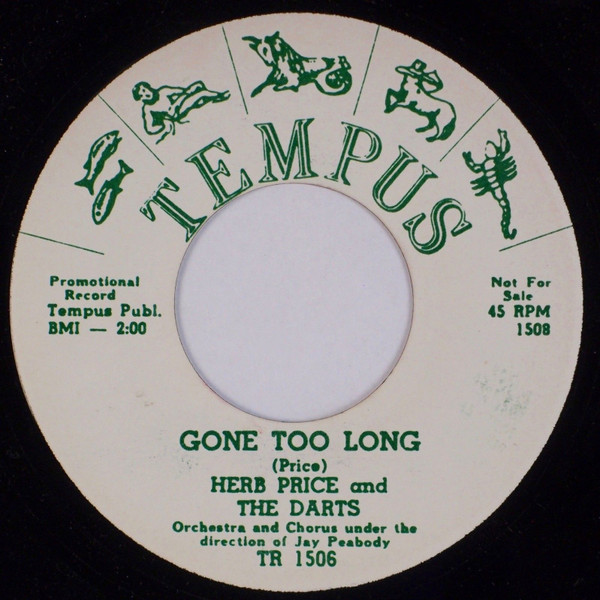 TEMPUS
Promotional
Record
Tempus Publ.
BMI — 2:00
Not For
Sale
45 RPM
1508
GONE TOO LONG
(Price)
HERB PRICE and
THE DARTS
Orchestra and Chorus under the
direction of Jay Peabody
TR 1506